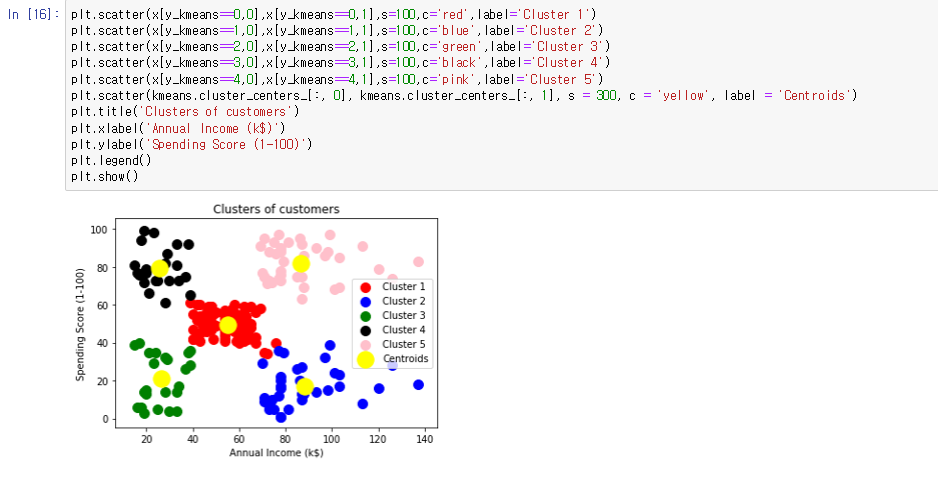 In [16]: plt.scatter(x[y_kmeans==0,0],x[y_kmeans==0,1],s=100,c='red',label='Cluster 1')
plt.scatter(x[y_kmeans==1,0],x[y_kmeans==1,1],s=100,c='blue',label='Cluster 2')
plt.scatter(x[y_kmeans==2,0],x[y_kmeans==2,1],s=100,c='green',label='Cluster 3')
plt.scatter(x[y_kmeans==3,0],x[y_kmeans==3,1],s=100,c='black',label='Cluster 4')
plt.scatter(x[y_kmeans==4,0],x[y_kmeans==4,1],s=100,c='pink',label='Cluster 5')
plt.scatter(kmeans.cluster_centers_[:, 0], kmeans.cluster_centers_[:, 1], s = 300, c = 'yellow', label = 'Centroids')
plt.title('Clusters of customers')
plt.xlabel('Annual Income (k$)')
plt.ylabel('Spending Score (1-100)')
plt.legend()
plt.show()
Clusters of customers
Spending Score (1-100)
100
80
60
40
20
0
Cluster 1
Cluster 2
Cluster 3
Cluster 4
Cluster 5
Centroids
20 40 60 80 100 120 140
Annual Income (k$)